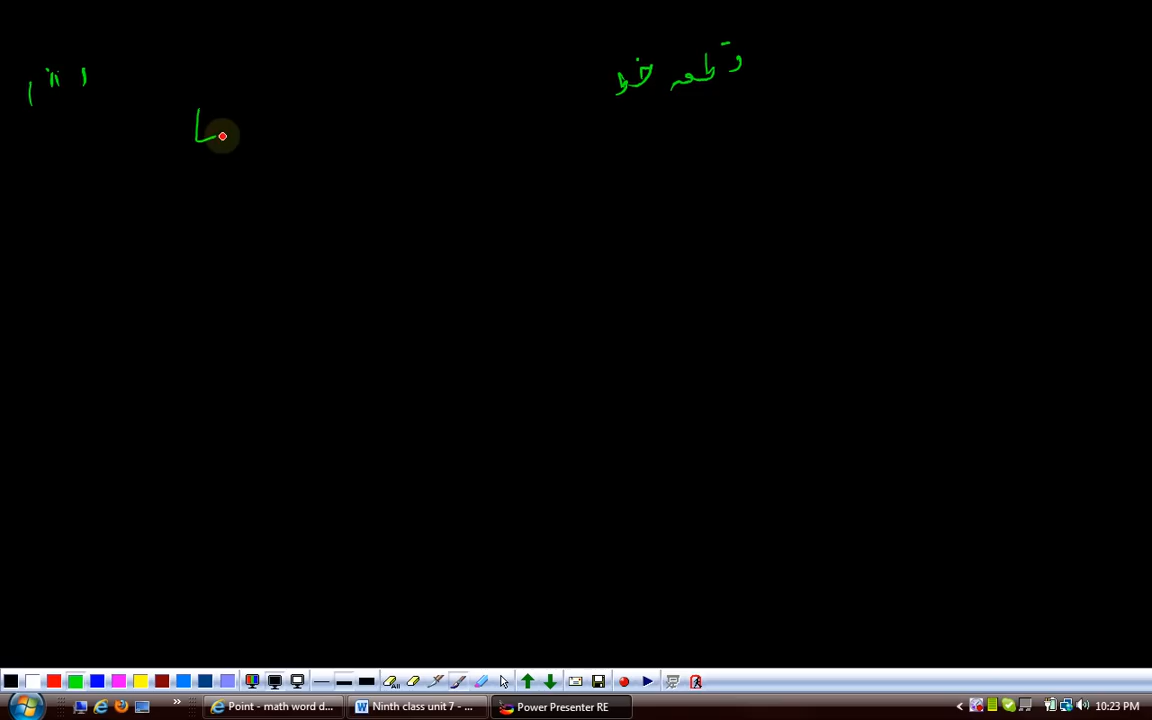 قطعہ خط
L
Point - math word d...
Ninth class unit 7 - ...
Power Presenter RE
10:23 PM